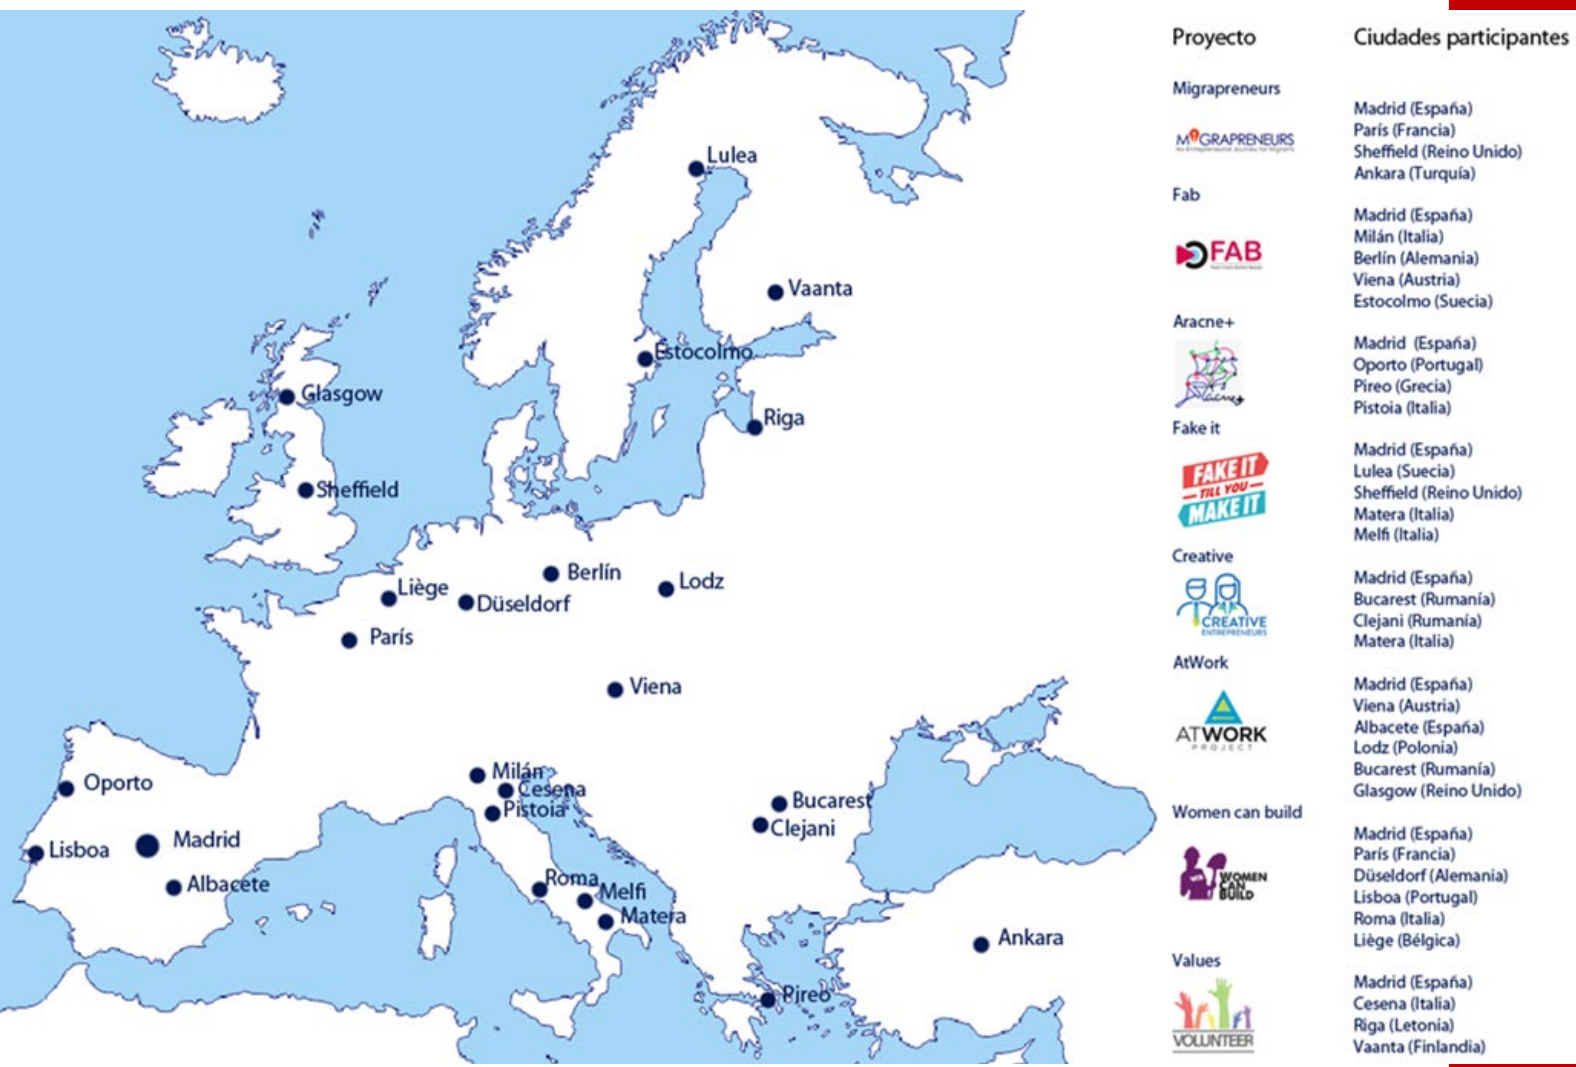 Lulea
Vaanta
Estocolmo
Glasgow
Riga
Sheffield
Berlín
Liège
Lodz
Düseldorf
París
Viena
Milán
Oporto
Cesena
Bucarest
Pistoia
Clejani
Madrid
Lisboa
Roma
Albacete
Melfi
Matera
Ankara
Pireo
Proyecto
Ciudades participantes
Migrapreneurs
MIGRAPRENEURS
An Entrepreneurial Journey for Migrants
Madrid (España)
París (Francia)
Sheffield (Reino Unido)
Ankara (Turquía)
Fab
FAB
Madrid (España)
Milán (Italia)
Berlín (Alemania)
Viena (Austria)
Estocolmo (Suecia)
Aracne+
Madrid (España)
Oporto (Portugal)
Pireo (Grecia)
Pistoia (Italia)
Fake it
FAKE IT
TILL YOU
MAKE IT
Madrid (España)
Lulea (Suecia)
Sheffield (Reino Unido)
Matera (Italia)
Melfi (Italia)
Creative
CREATIVE
ENTREPRENEURS
Madrid (España)
Bucarest (Rumanía)
Clejani (Rumanía)
Matera (Italia)
AtWork
ATWORK
PROJECT
Madrid (España)
Viena (Austria)
Albacete (España)
Lodz (Polonia)
Bucarest (Rumanía)
Glasgow (Reino Unido)
Women can build
WOMEN
CAN
BUILD
Madrid (España)
París (Francia)
Düseldorf (Alemania)
Lisboa (Portugal)
Roma (Italia)
Liège (Bélgica)
Values
VOLUNTEER
Madrid (España)
Cesena (Italia)
Riga (Letonia)
Vaanta (Finlandia)